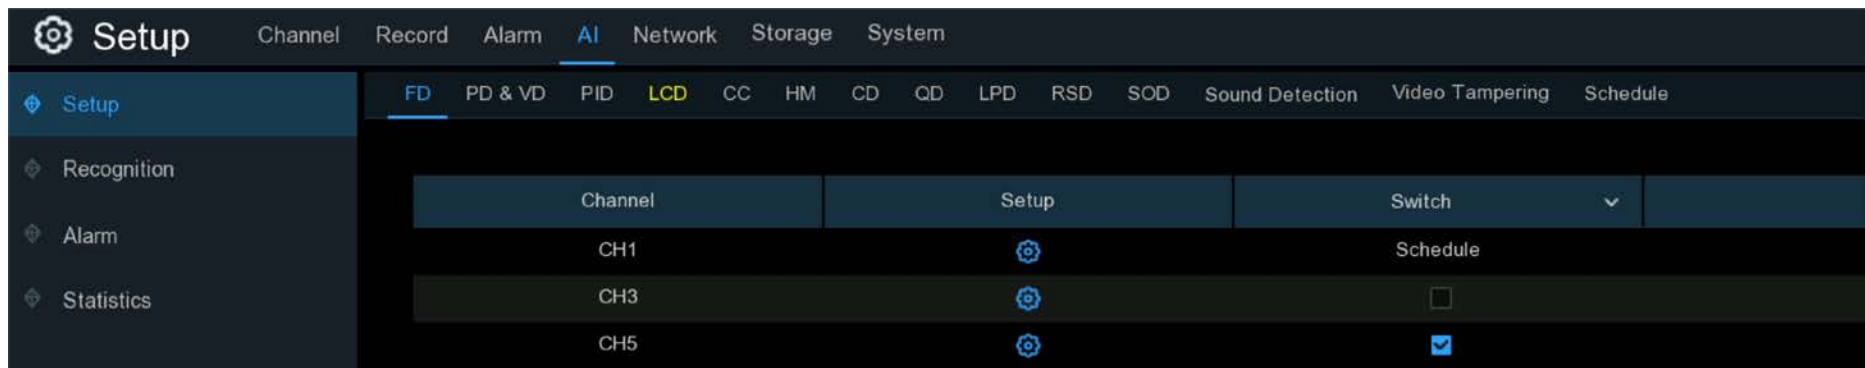 Setup Channel Record Alarm AI Network Storage System
Setup FD PD & VD PID LCD CC HM CD QD LPD RSD SOD Sound Detection Video Tampering Schedule
Recognition
Channel Setup Switch
Alarm
CH1 Schedule
Statistics
CH3
CH5